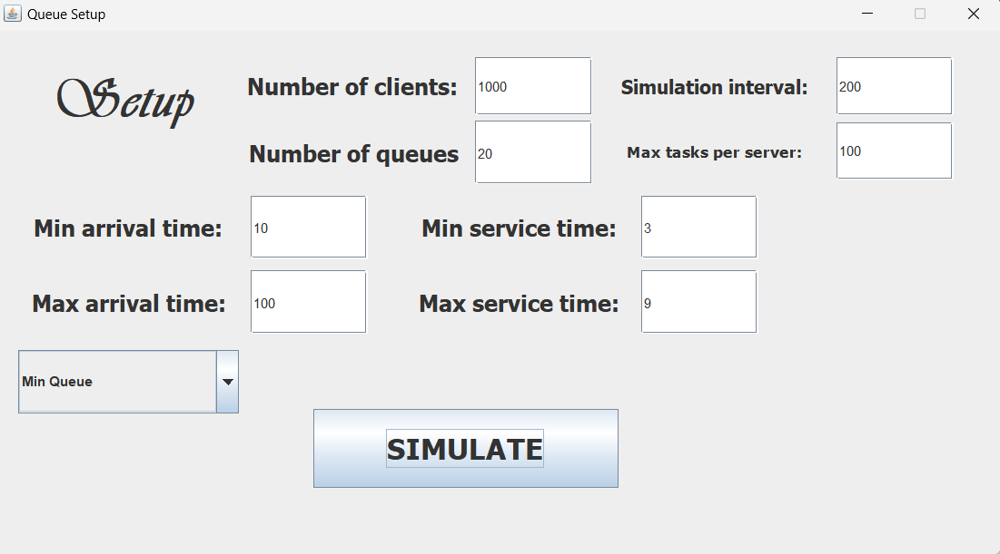 Queue Setup
Setup
Number of clients: 1000
Simulation interval: 200
Number of queues 20
Max tasks per server: 100
Min arrival time: 10
Min service time: 3
Max arrival time: 100
Max service time: 9
Min Queue
SIMULATE